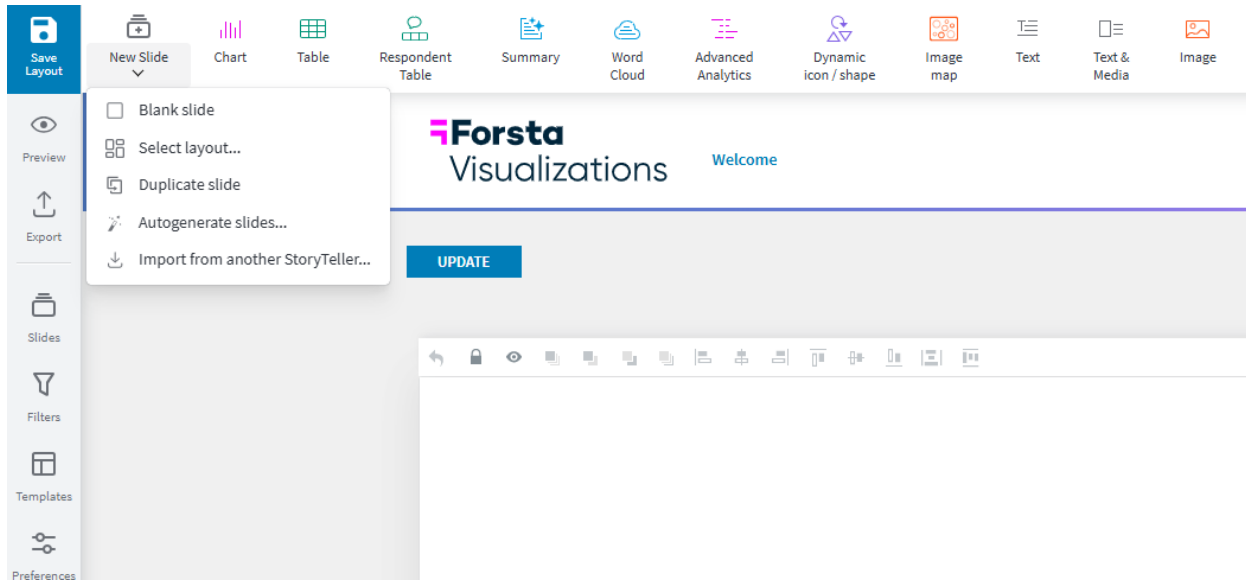 Save
Layout
New Slide
Chart
Table
Respondent
Table
Summary
Word
Cloud
Advanced
Analytics
Dynamic
icon / shape
Image
map
Text
Text &
Media
Image
Blank slide
Select layout...
Duplicate slide
Autogenerate slides...
Import from another StoryTeller...
Preview
Export
Slides
Filters
Templates
Preferences
Forsta
Visualizations
Welcome
UPDATE